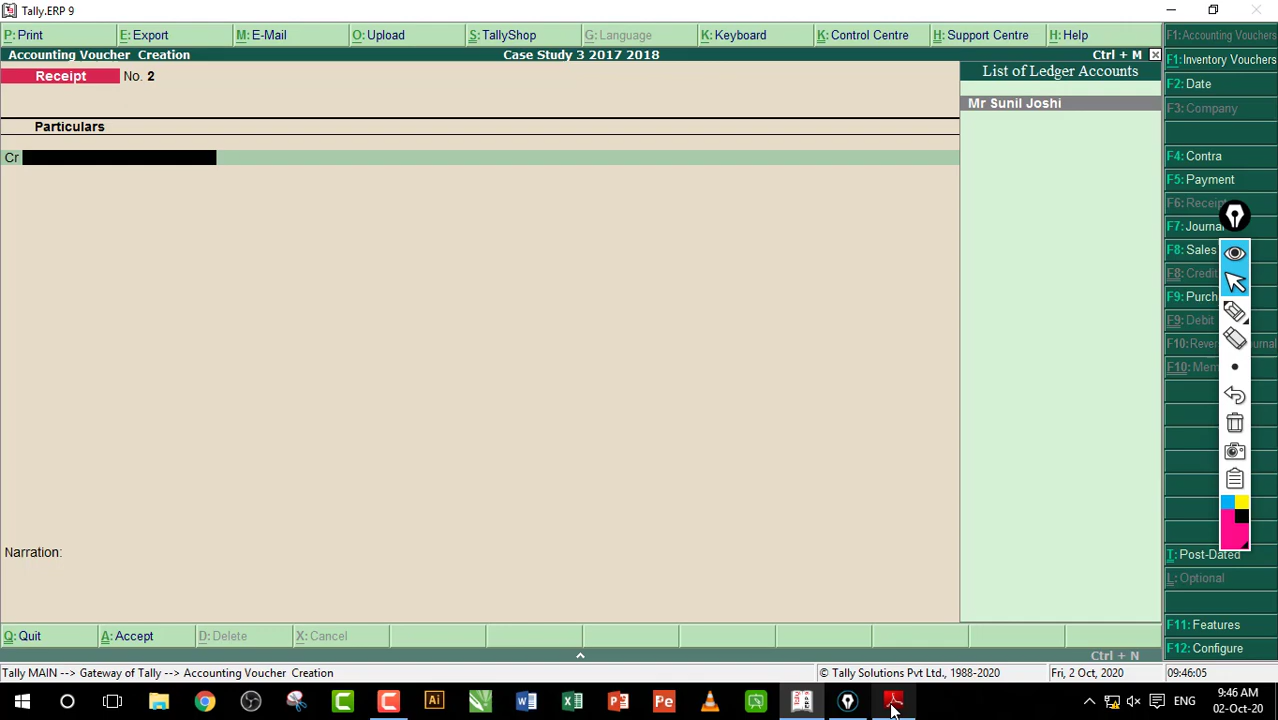 Tally.ERP 9
P: Print
E: Export
M: E-Mail
O: Upload
S: TallyShop
G: Language
K: Keyboard
K: Control Centre
H: Support Centre
H: Help
F1: Accounting Vouchers
Accounting Voucher Creation
Case Study 3 2017 2018
Ctrl + M
F1: Inventory Vouchers
Receipt No. 2
List of Ledger Accounts
F2: Date
Mr Sunil Joshi
F3: Company
Particulars
Cr
F4: Contra
F5: Payment
F6: Receipt
F7: Journa
F8: Sales
F8: Credi
F9: Purch
F9: Debit
F10: Rever urnal
F10: Mem
Narration:
T: Post-Dated
L: Optional
F11: Features
F12: Configure
Q: Quit
A: Accept
D: Delete
X: Cancel
Ctrl + N
Tally MAIN --> Gateway of Tally --> Accounting Voucher Creation
© Tally Solutions Pvt Ltd., 1988-2020
Fri, 2 Oct, 2020
09:46:05
Ai
Pe
ENG
9:46 AM
02-Oct-20